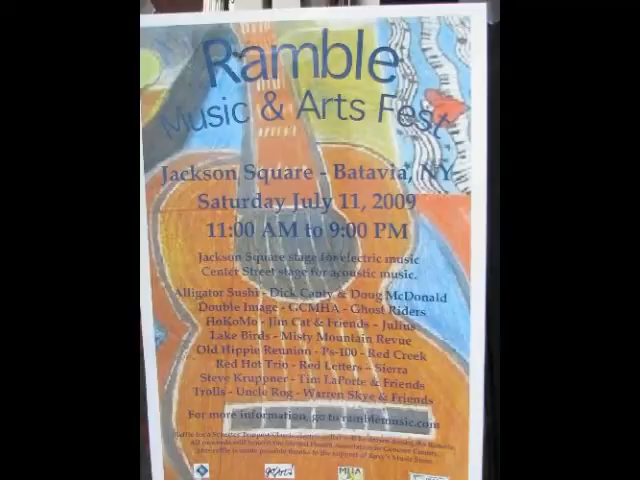 Ramble
Music & Arts Fest
Jackson Square - Batavia, NY
Saturday July 11, 2009
11:00 AM to 9:00 PM
Jackson Square stage for electric music
Center Street stage for acoustic music.
Alligator Sushi - Dick Canty & Doug McDonald
Double Image - GCMHA - Ghost Riders
HoKoMo - Jim Cat & Friends - Julius
Lake Birds - Misty Mountain Revue
Old Hippie Reunion - Ps-100 - Red Creek
Red Hot Trio - Red Letters - Sierra
Steve Kruppner - Tim LaPorte & Friends
Trolls - Uncle Rog - Warren Skye & Friends
For more information, go to ramblemusic.com